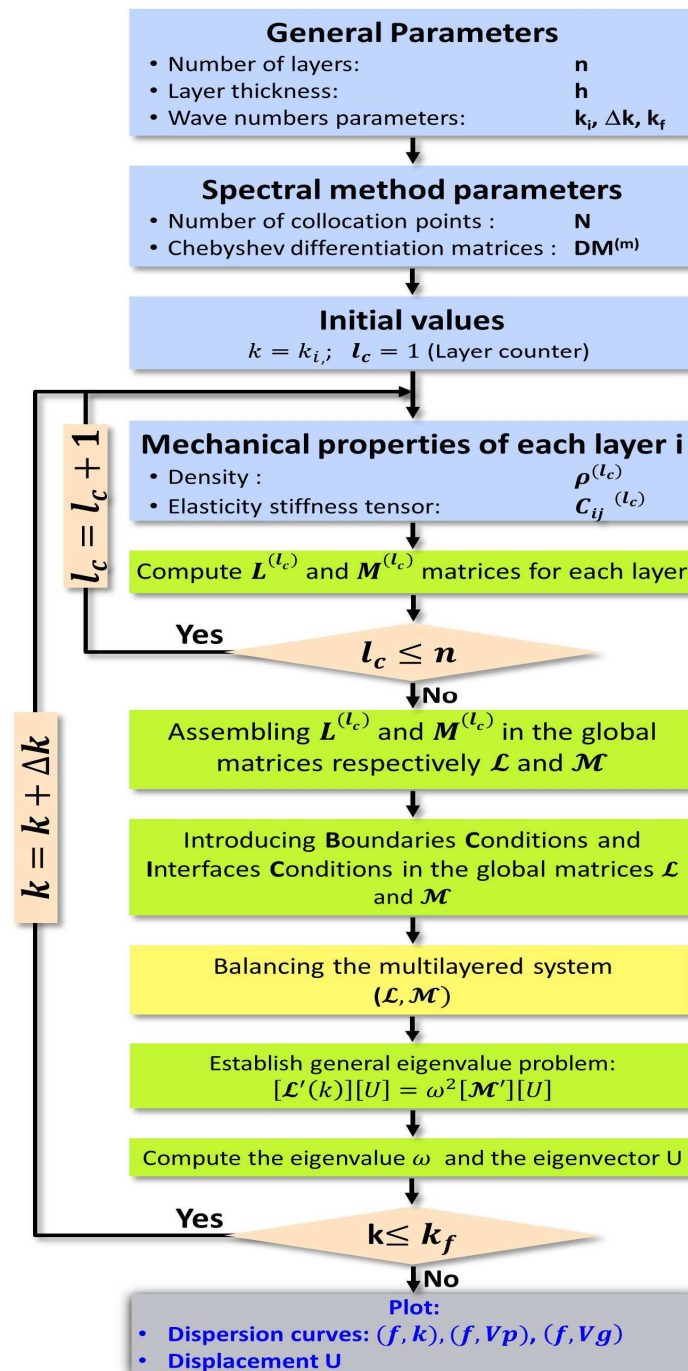 General Parameters
• Number of layers: n
• Layer thickness: h
• Wave numbers parameters: kᵢ, Δk, k_f
Spectral method parameters
• Number of collocation points : N
• Chebyshev differentiation matrices : DM⁽ᵐ⁾
Initial values
k = kᵢ,; l_c = 1 (Layer counter)
Mechanical properties of each layer i
• Density : ρ^(l_c)
• Elasticity stiffness tensor: C_ij^(l_c)
l_c = l_c + 1
Compute L^(l_c) and M^(l_c) matrices for each layer
Yes
l_c ≤ n
No
Assembling L^(l_c) and M^(l_c) in the global
matrices respectively ℒ and ℳ
k = k + Δk
Introducing Boundaries Conditions and
Interfaces Conditions in the global matrices ℒ
and ℳ
Balancing the multilayered system
(ℒ, ℳ)
Establish general eigenvalue problem:
[ℒ′(k)][U] = ω²[ℳ′][U]
Compute the eigenvalue ω and the eigenvector U
Yes
k≤ k_f
No
Plot:
• Dispersion curves: (f, k), (f, Vp), (f, Vg)
• Displacement U